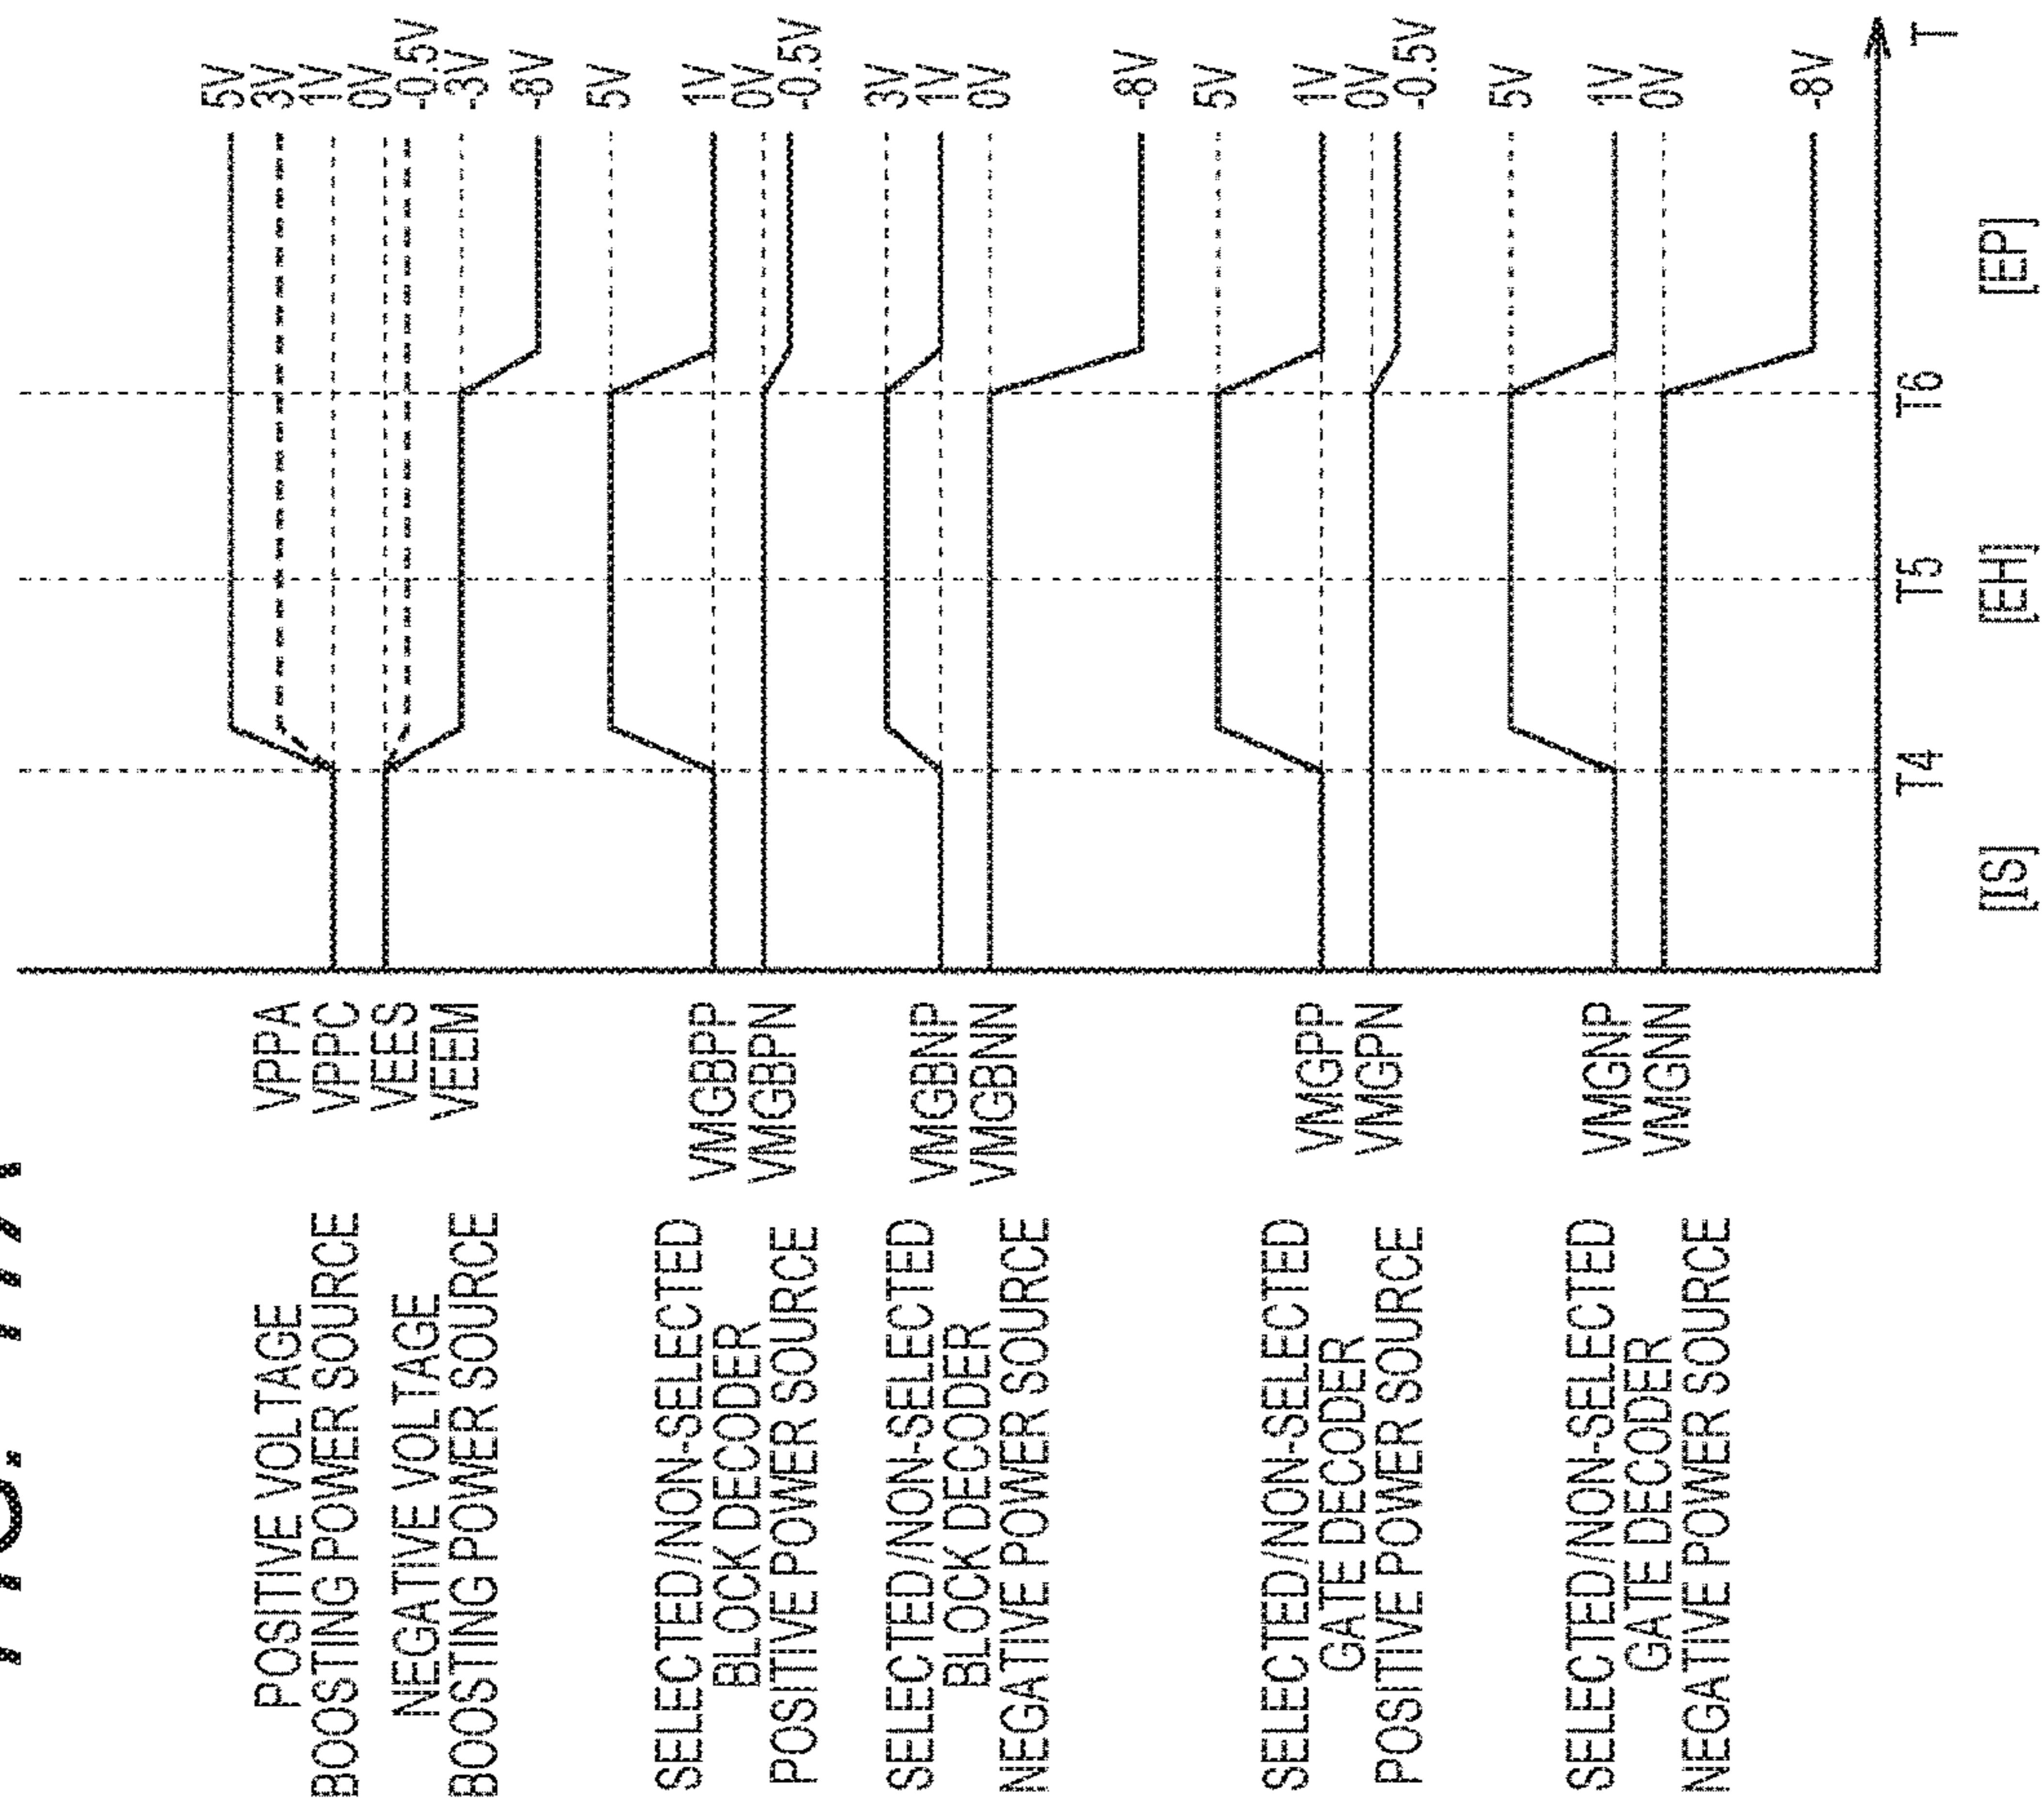 POSITIVE VOLTAGE
BOOSTING POWER SOURCE
NEGATIVE VOLTAGE
BOOSTING POWER SOURCE
VPPA
VPPC
VEES
VEEM
5V
3V
1V
0V
-0.5V
-3V
-8V
SELECTED/NON-SELECTED
BLOCK DECODER
POSITIVE POWER SOURCE
VMGBPP
VMGBPN
5V
1V
0V
-0.5V
SELECTED/NON-SELECTED
BLOCK DECODER
NEGATIVE POWER SOURCE
VMGBNP
VMGBNN
3V
1V
0V
-8V
SELECTED/NON-SELECTED
GATE DECODER
POSITIVE POWER SOURCE
VMGPP
VMGPN
5V
1V
0V
-0.5V
SELECTED/NON-SELECTED
GATE DECODER
NEGATIVE POWER SOURCE
VMGNP
VMGNN
5V
1V
0V
-8V
T4 T5 T6 T
[IS] [EH] [EP]